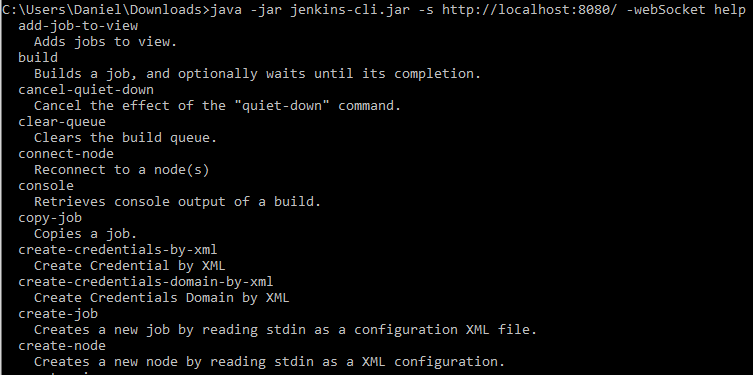 C:\Users\Daniel\Downloads>java -jar jenkins-cli.jar -s http://localhost:8080/ -webSocket help
add-job-to-view
Adds jobs to view.
build
Builds a job, and optionally waits until its completion.
cancel-quiet-down
Cancel the effect of the "quiet-down" command.
clear-queue
Clears the build queue.
connect-node
Reconnect to a node(s)
console
Retrieves console output of a build.
copy-job
Copies a job.
create-credentials-by-xml
Create Credential by XML
create-credentials-domain-by-xml
Create Credentials Domain by XML
create-job
Creates a new job by reading stdin as a configuration XML file.
create-node
Creates a new node by reading stdin as a XML configuration.